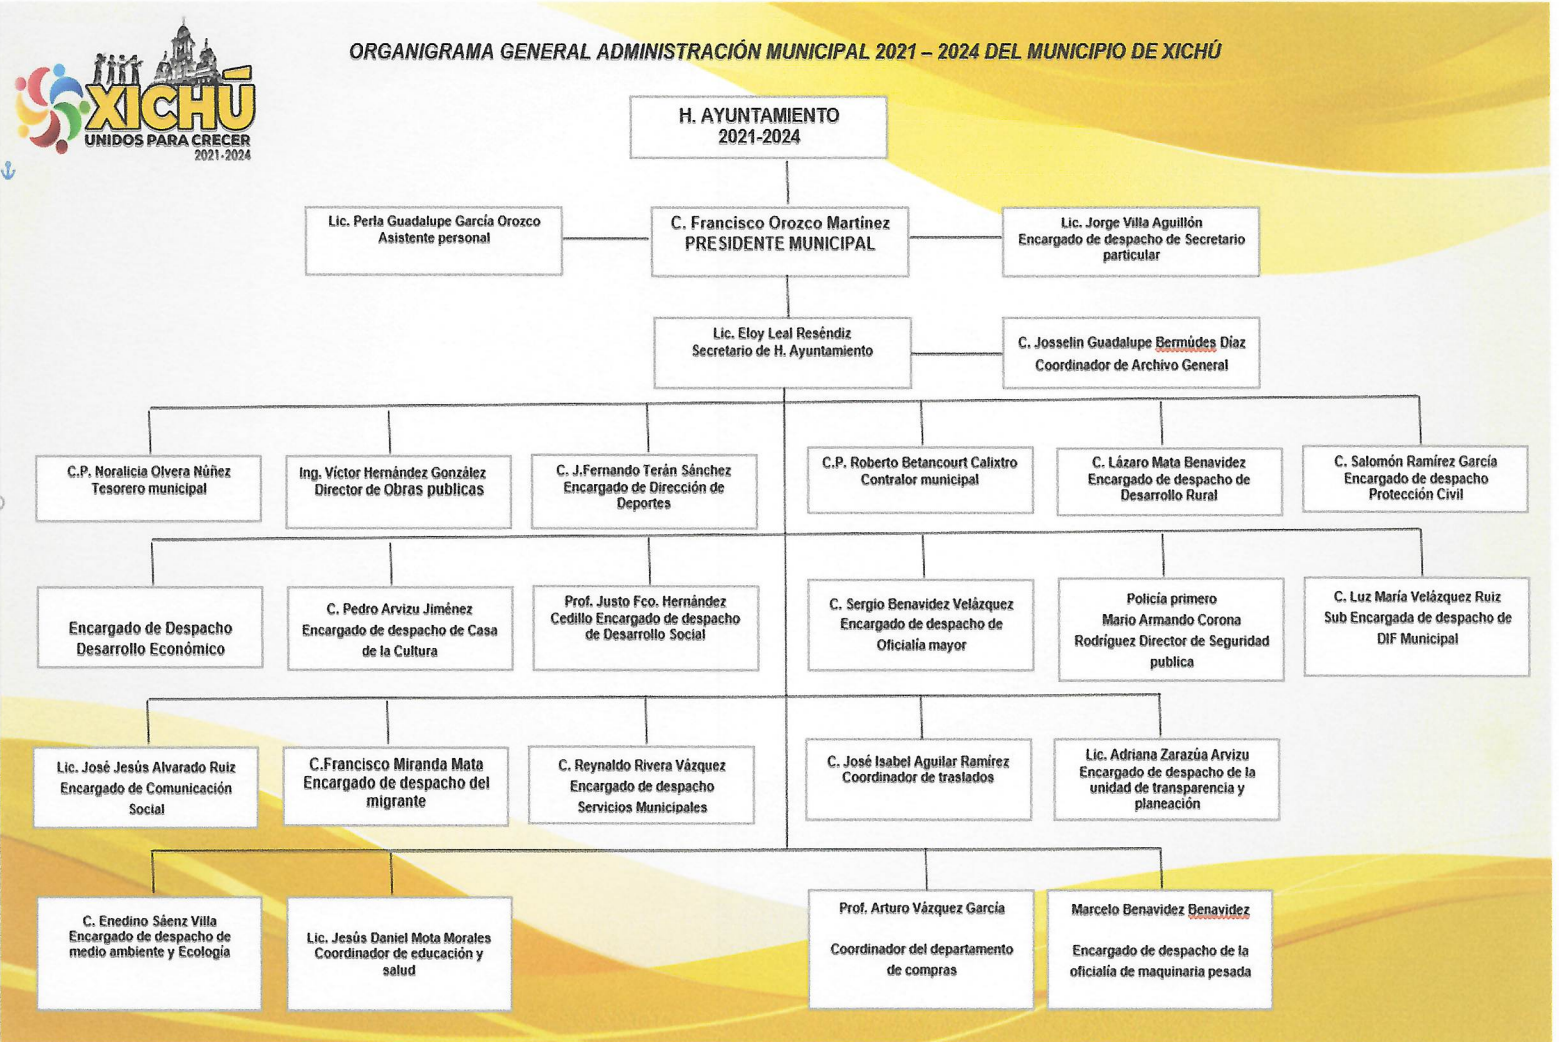 XICHÚ
UNIDOS PARA CRECER
2021-2024
ORGANIGRAMA GENERAL ADMINISTRACIÓN MUNICIPAL 2021 – 2024 DEL MUNICIPIO DE XICHÚ
H. AYUNTAMIENTO
2021-2024
Lic. Perla Guadalupe García Orozco
Asistente personal
C. Francisco Orozco Martínez
PRESIDENTE MUNICIPAL
Lic. Jorge Villa Aguillón
Encargado de despacho de Secretario
particular
Lic. Eloy Leal Reséndiz
Secretario de H. Ayuntamiento
C. Josselin Guadalupe Bermúdes Díaz
Coordinador de Archivo General
C.P. Noralicia Olvera Núñez
Tesorero municipal
Ing. Víctor Hernández González
Director de Obras publicas
C. J.Fernando Terán Sánchez
Encargado de Dirección de
Deportes
C.P. Roberto Betancourt Calixtro
Contralor municipal
C. Lázaro Mata Benavidez
Encargado de despacho de
Desarrollo Rural
C. Salomón Ramírez García
Encargado de despacho
Protección Civil
Encargado de Despacho
Desarrollo Económico
C. Pedro Arvizu Jiménez
Encargado de despacho de Casa
de la Cultura
Prof. Justo Fco. Hernández
Cedillo Encargado de despacho
de Desarrollo Social
C. Sergio Benavidez Velázquez
Encargado de despacho de
Oficialía mayor
Policía primero
Mario Armando Corona
Rodríguez Director de Seguridad
publica
C. Luz María Velázquez Ruiz
Sub Encargada de despacho de
DIF Municipal
Lic. José Jesús Alvarado Ruiz
Encargado de Comunicación
Social
C.Francisco Miranda Mata
Encargado de despacho del
migrante
C. Reynaldo Rivera Vázquez
Encargado de despacho
Servicios Municipales
C. José Isabel Aguilar Ramírez
Coordinador de traslados
Lic. Adriana Zarazúa Arvizu
Encargado de despacho de la
unidad de transparencia y
planeación
C. Enedino Sáenz Villa
Encargado de despacho de
medio ambiente y Ecología
Lic. Jesús Daniel Mota Morales
Coordinador de educación y
salud
Prof. Arturo Vázquez García
Coordinador del departamento
de compras
Marcelo Benavidez Benavidez
Encargado de despacho de la
oficialía de maquinaria pesada